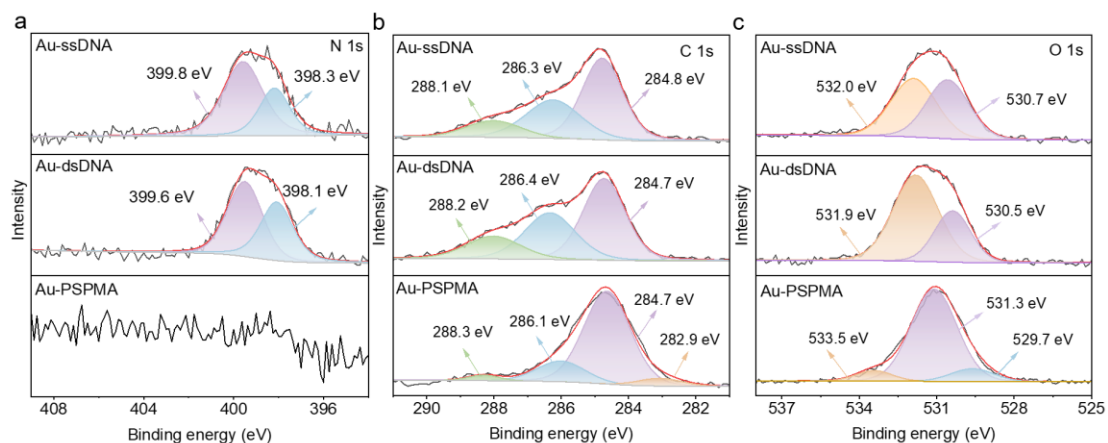 a
Au-ssDNA
N 1s
399.8 eV
398.3 eV
Au-dsDNA
399.6 eV
398.1 eV
Au-PSPMA
Intensity
408
404
400
396
Binding energy (eV)
b
Au-ssDNA
C 1s
288.1 eV
286.3 eV
284.8 eV
Au-dsDNA
288.2 eV
286.4 eV
284.7 eV
Au-PSPMA
288.3 eV
286.1 eV
284.7 eV
282.9 eV
Intensity
290
288
286
284
282
Binding energy (eV)
c
Au-ssDNA
O 1s
532.0 eV
530.7 eV
Au-dsDNA
531.9 eV
530.5 eV
Au-PSPMA
533.5 eV
531.3 eV
529.7 eV
Intensity
537
533
531
528
525
Binding energy (eV)